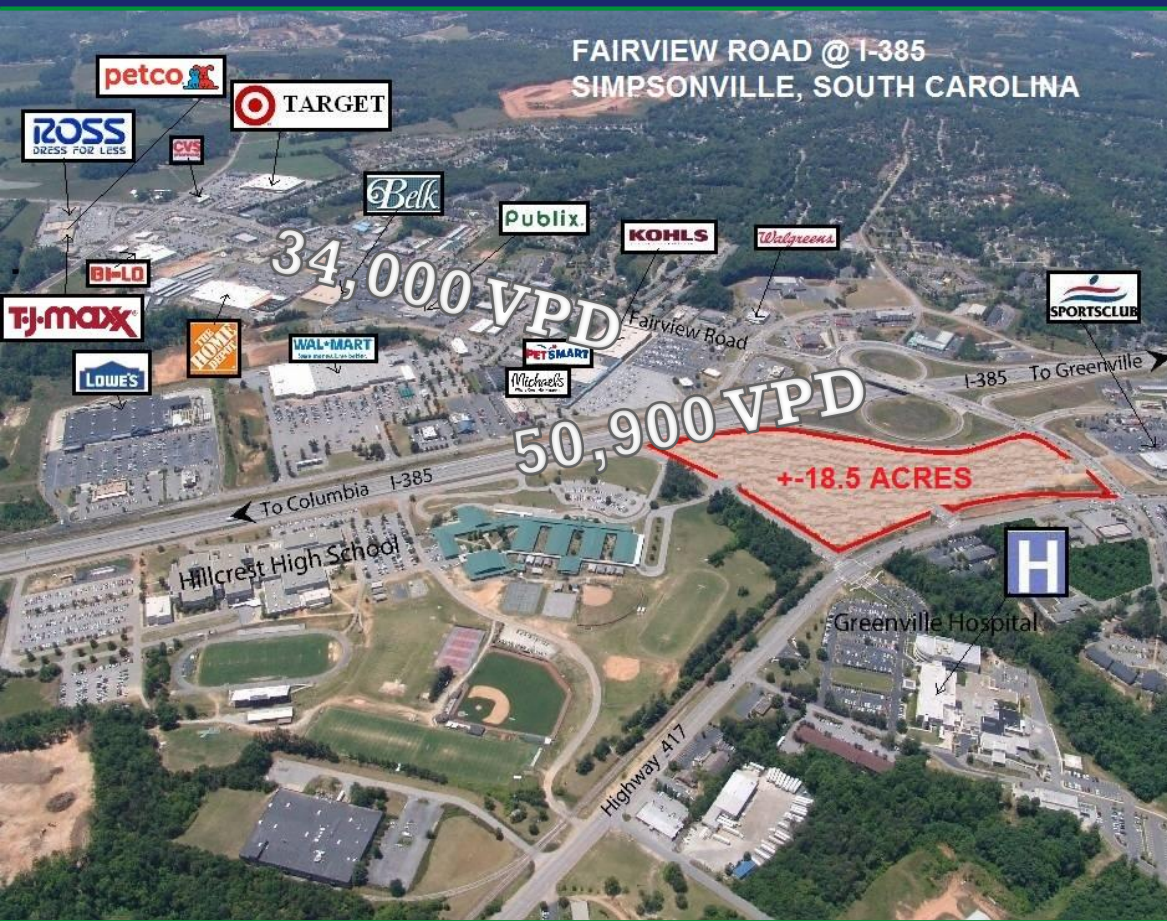 FAIRVIEW ROAD @ I-385
SIMPSONVILLE, SOUTH CAROLINA
petco
TARGET
ROSS
DRESS FOR LESS
CVS
Belk
Publix.
KOHLS
Walgreens
SPORTSCLUB
BI-LO
34,000 VPD
T.J.maxx
THE
HOME
DEPOT
WAL★MART
PETSMART
Michaels
Fairview Road
LOWE'S
I-385 To Greenville
50,900 VPD
+-18.5 ACRES
To Columbia I-385
Hillcrest High School
H
Greenville Hospital
Highway 417